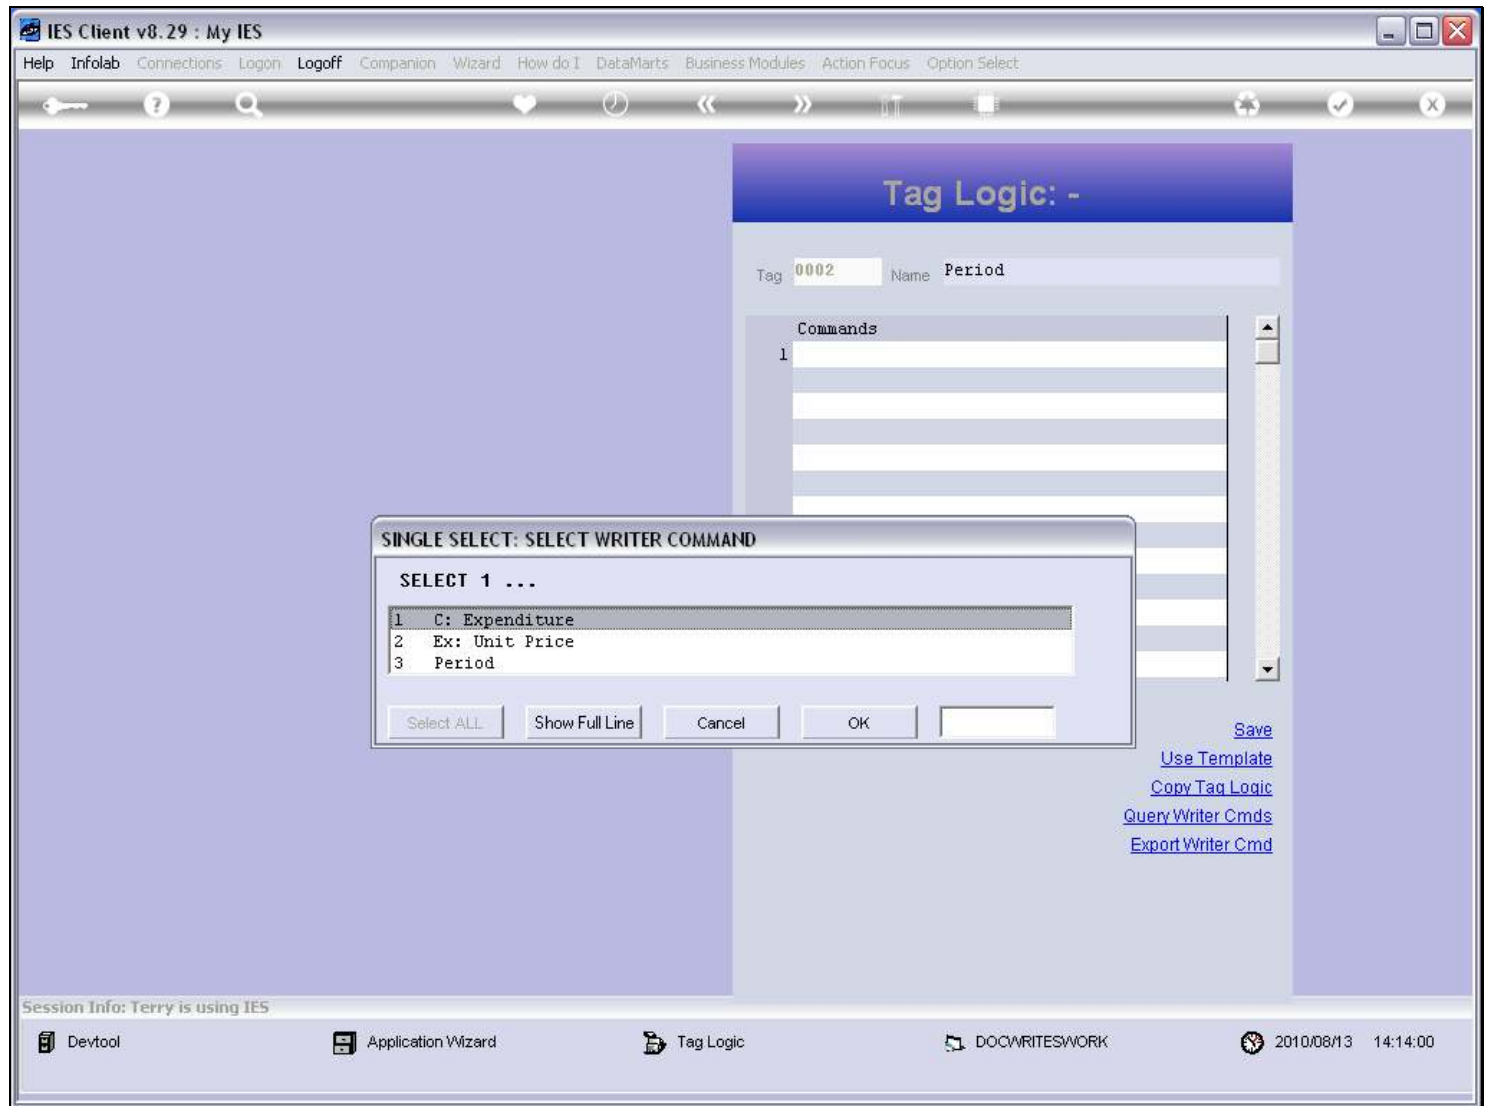 IES Client v8.29 : My IES
Help Infolab Connections Logon Logoff Companion Wizard How do I DataMarts Business Modules Action Focus Option Select
Tag Logic: -
Tag 0002 Name Period
Commands
1
SINGLE SELECT: SELECT WRITER COMMAND
SELECT 1 ...
1 C: Expenditure
2 Ex: Unit Price
3 Period
Select ALL Show Full Line Cancel OK
Save
Use Template
Copy Tag Logic
Query Writer Cmds
Export Writer Cmd
Session Info: Terry is using IES
Devtool Application Wizard Tag Logic DOCWRITESWORK 2010/08/13 14:14:00